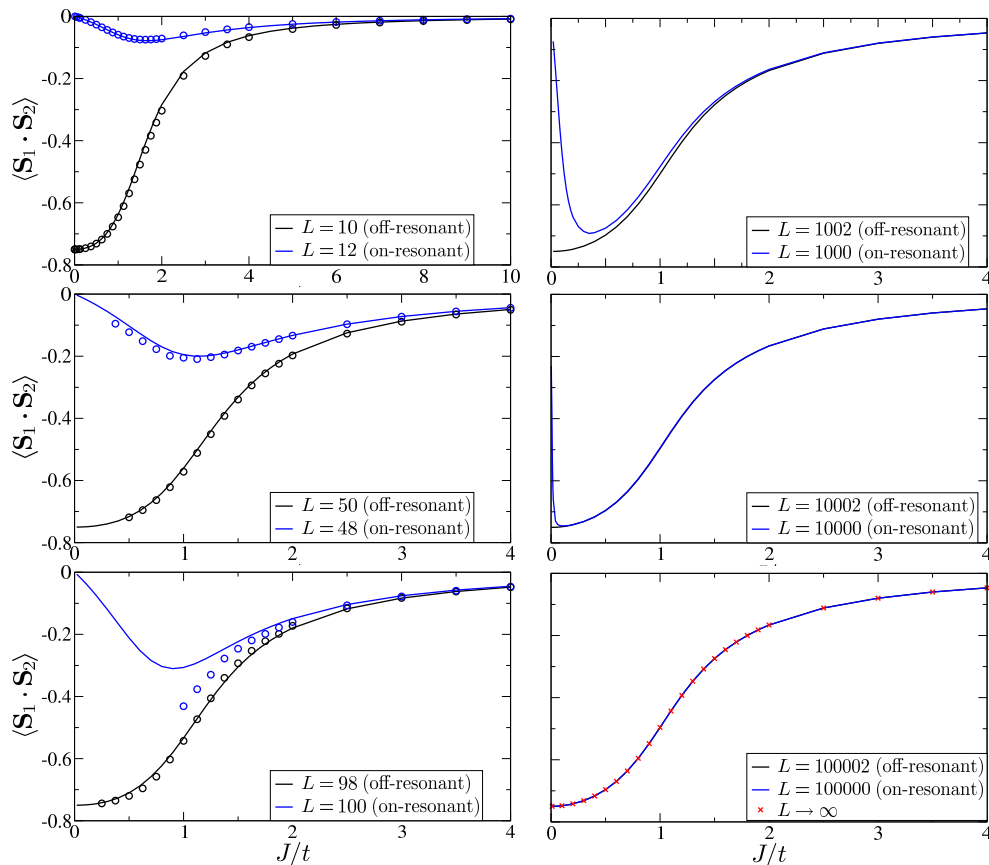 0
-0.2
-0.4
-0.6
-0.8
⟨S₁ · S₂⟩
0 2 4 6 8 10
L = 10 (off-resonant)
L = 12 (on-resonant)
0 1 2 3 4
L = 1002 (off-resonant)
L = 1000 (on-resonant)
0
-0.2
-0.4
-0.6
-0.8
⟨S₁ · S₂⟩
0 1 2 3 4
L = 50 (off-resonant)
L = 48 (on-resonant)
0 1 2 3 4
L = 10002 (off-resonant)
L = 10000 (on-resonant)
0
-0.2
-0.4
-0.6
-0.8
⟨S₁ · S₂⟩
0 1 2 3 4
J/t
L = 98 (off-resonant)
L = 100 (on-resonant)
0 1 2 3 4
J/t
L = 100002 (off-resonant)
L = 100000 (on-resonant)
L → ∞